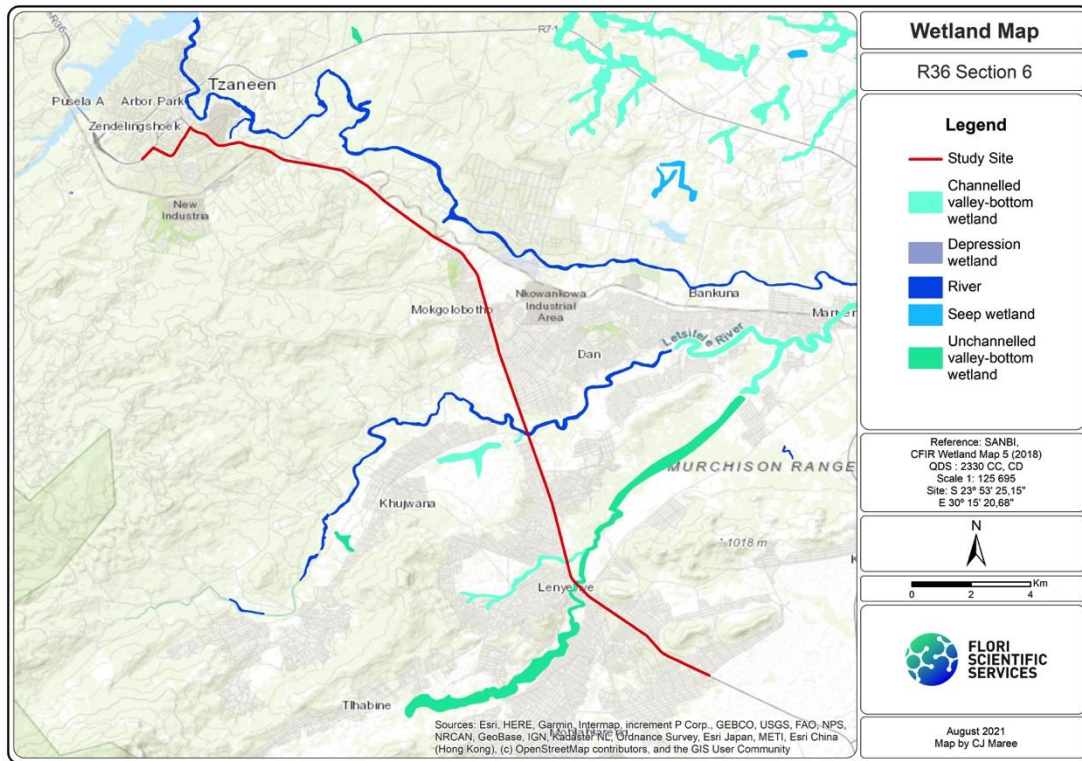 R36
R71
Tzaneen
Pusela A
Arbor Park
Zendelingshoek
New
Industria
Mokgolobotho
Nkowankowa
Industrial
Area
Bankuna
Dan
Letsitele River
MURCHISON RANGE
Khujwana
1018 m
Tlhabine
Sources: Esri, HERE, Garmin, Intermap, increment P Corp., GEBCO, USGS, FAO, NPS,
NRCAN, GeoBase, IGN, Kadaster NL, Ordnance Survey, Esri Japan, METI, Esri China
(Hong Kong), (c) OpenStreetMap contributors, and the GIS User Community
Wetland Map
R36 Section 6
Legend
Study Site
Channelled
valley-bottom
wetland
Depression
wetland
River
Seep wetland
Unchannelled
valley-bottom
wetland
Reference: SANBI,
CFIR Wetland Map 5 (2018)
QDS : 2330 CC, CD
Scale 1: 125 695
Site: S 23º 53' 25,15"
E 30º 15' 20,68"
N
Km
0 2 4
FLORI
SCIENTIFIC
SERVICES
August 2021
Map by CJ Maree